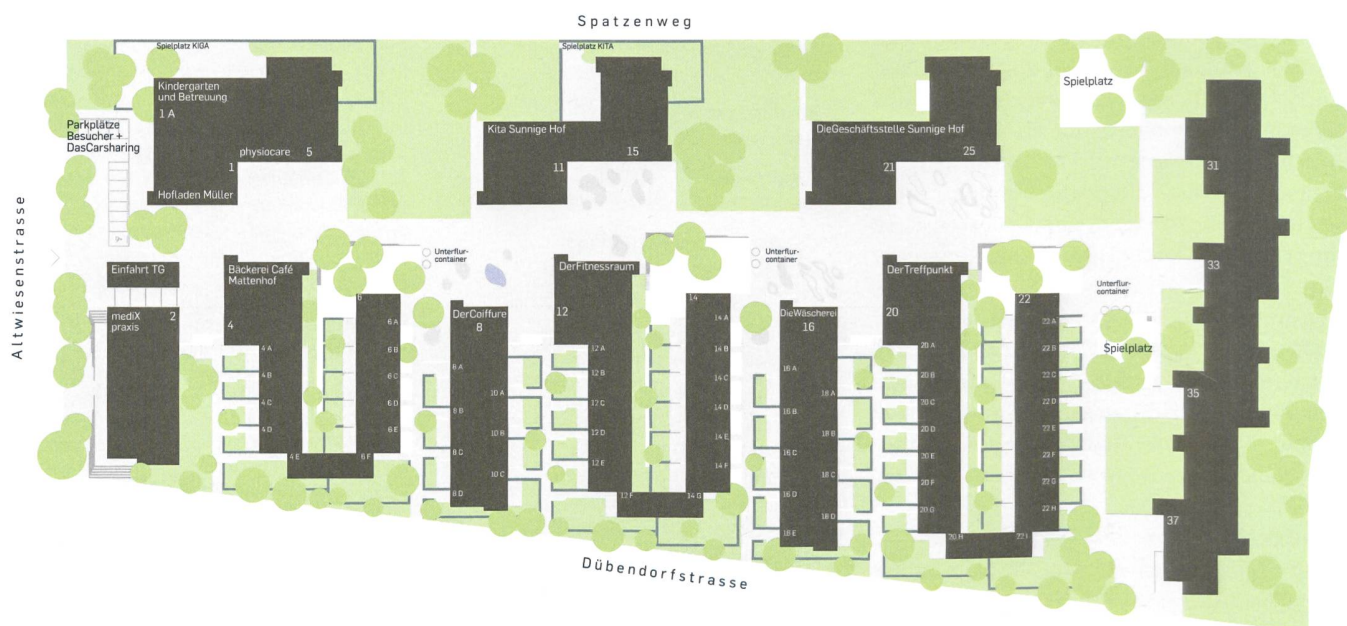 Spatzenweg
Spielplatz KIGA
Spielplatz KITA
Kindergarten
und Betreuung
1 A
Parkplätze
Besucher +
DasCarsharing
physiocare
5
1
Hofladen Müller
Kita Sunnige Hof
15
11
DieGeschäftsstelle Sunnige Hof
25
21
Spielplatz
31
33
35
37
Altwiesenstrasse
Einfahrt TG
mediX
praxis
2
Bäckerei Café
Mattenhof
4
4 A
4 B
4 C
4 D
4 E
6
6 A
6 B
6 C
6 D
6 E
6 F
Unterflur-
container
DerCoiffure
8
8 A
8 B
8 C
8 D
10 A
10 B
10 C
DerFitnessraum
12
12 A
12 B
12 C
12 D
12 E
12 F
14
14 A
14 B
14 C
14 D
14 E
14 F
14 G
Unterflur-
container
DieWäscherei
16
16 A
16 B
16 C
16 D
16 E
18 A
18 B
18 C
18 D
DerTreffpunkt
20
20 A
20 B
20 C
20 D
20 E
20 F
20 G
20 H
22
22 A
22 B
22 C
22 D
22 E
22 G
22 H
22 I
Unterflur-
container
Spielplatz
Dübendorfstrasse